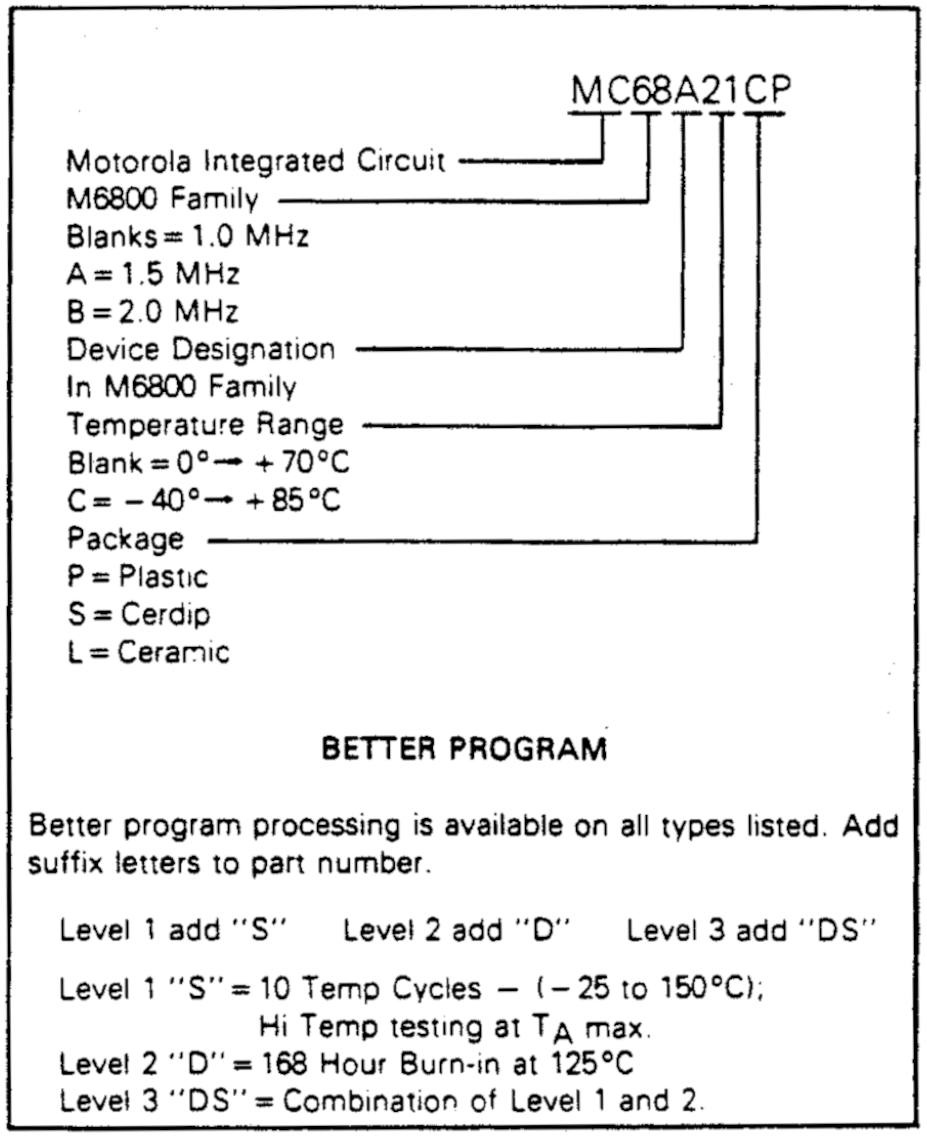 MC68A21CP
Motorola Integrated Circuit
M6800 Family
Blanks = 1.0 MHz
A = 1.5 MHz
B = 2.0 MHz
Device Designation
In M6800 Family
Temperature Range
Blank = 0° → + 70°C
C = - 40° → + 85°C
Package
P = Plastic
S = Cerdip
L = Ceramic
BETTER PROGRAM
Better program processing is available on all types listed. Add
suffix letters to part number.
Level 1 add "S" Level 2 add "D" Level 3 add "DS"
Level 1 "S" = 10 Temp Cycles — (- 25 to 150°C);
Hi Temp testing at TA max.
Level 2 "D" = 168 Hour Burn-in at 125°C
Level 3 "DS" = Combination of Level 1 and 2.